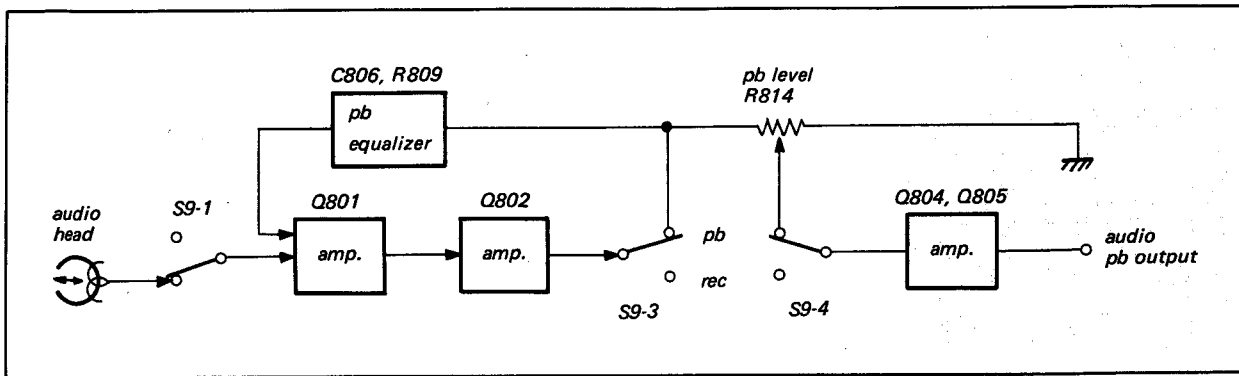 C806, R809
pb
equalizer
pb level
R814
audio
head
S9-1
Q801
amp.
Q802
amp.
pb
rec
S9-3
S9-4
Q804, Q805
amp.
audio
pb output